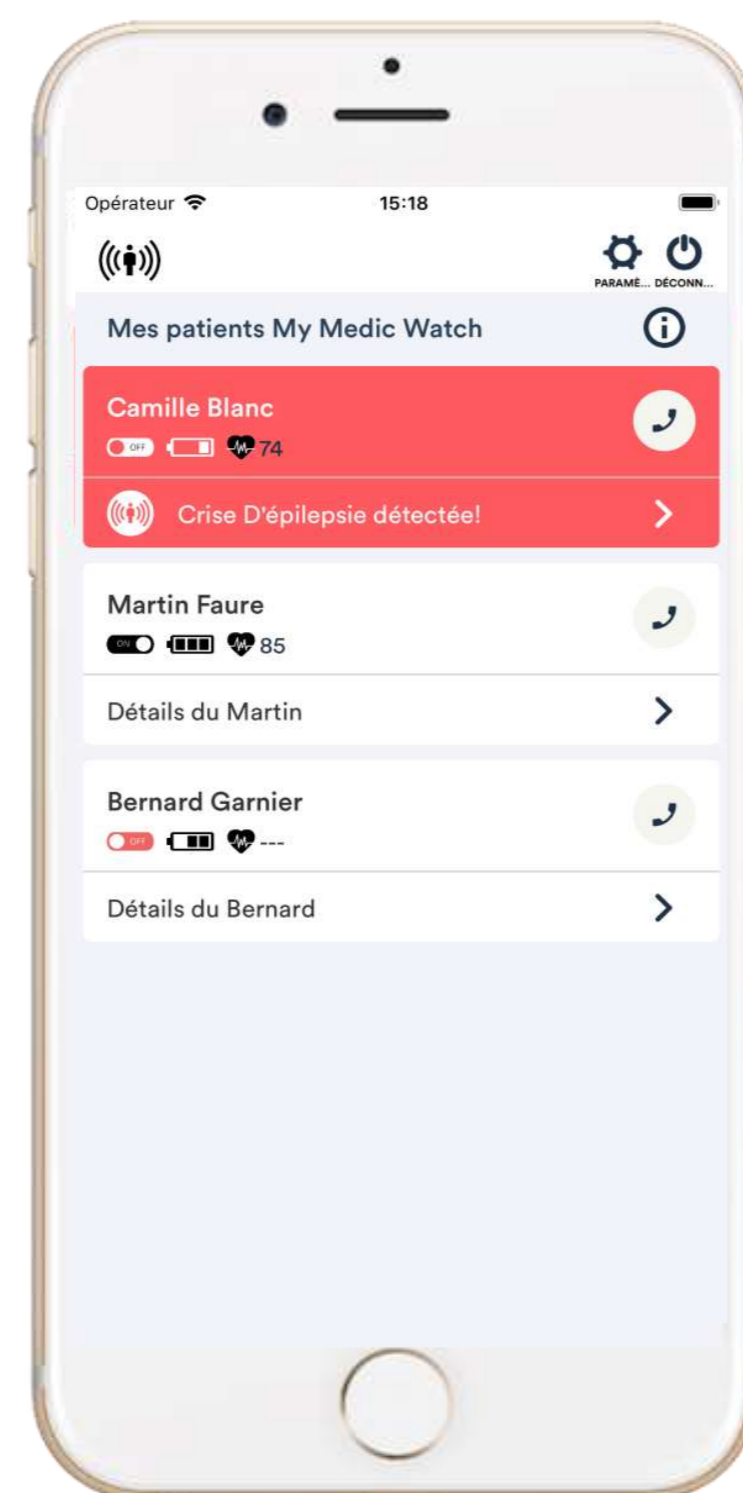 Opérateur 15:18
PARAMÈ... DÉCONN...
Mes patients My Medic Watch
Camille Blanc
OFF 74
Crise D'épilepsie détectée!
Martin Faure
ON 85
Détails du Martin
Bernard Garnier
OFF ---
Détails du Bernard